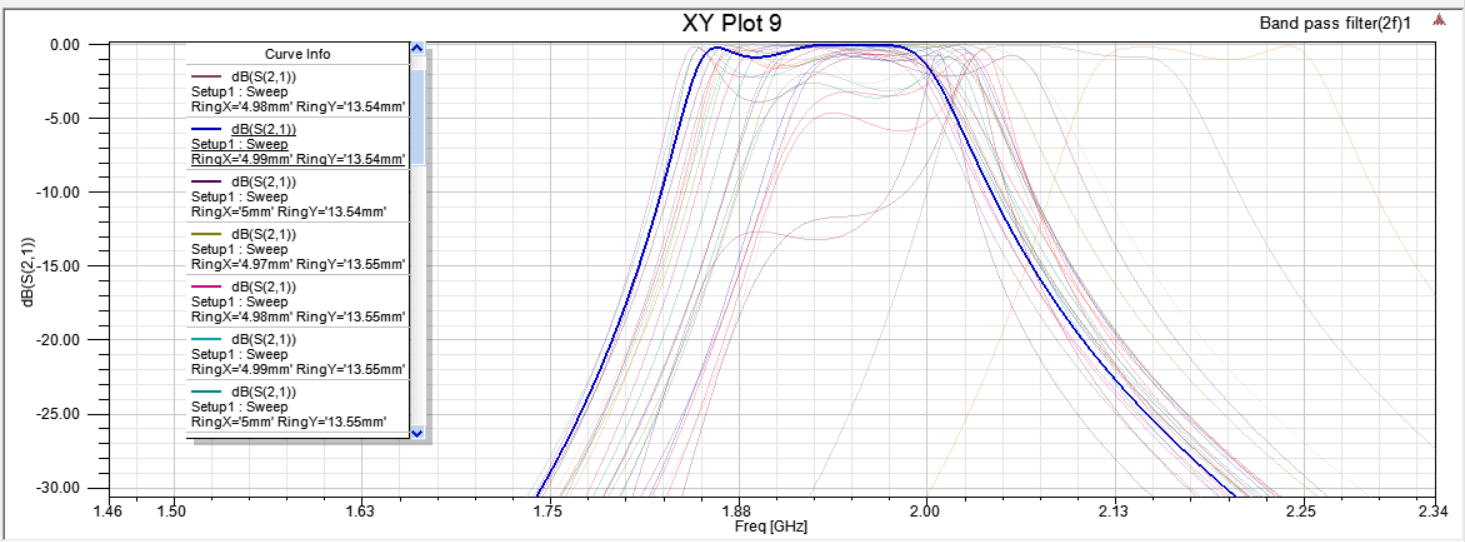 XY Plot 9
Band pass filter(2f)1
Curve Info
dB(S(2,1))
Setup1 : Sweep
RingX='4.98mm' RingY='13.54mm'
dB(S(2,1))
Setup1 : Sweep
RingX='4.99mm' RingY='13.54mm'
dB(S(2,1))
Setup1 : Sweep
RingX='5mm' RingY='13.54mm'
dB(S(2,1))
Setup1 : Sweep
RingX='4.97mm' RingY='13.55mm'
dB(S(2,1))
Setup1 : Sweep
RingX='4.98mm' RingY='13.55mm'
dB(S(2,1))
Setup1 : Sweep
RingX='4.99mm' RingY='13.55mm'
dB(S(2,1))
Setup1 : Sweep
RingX='5mm' RingY='13.55mm'
dB(S(2,1))
0.00
-5.00
-10.00
-15.00
-20.00
-25.00
-30.00
1.46 1.50 1.63 1.75 1.88 2.00 2.13 2.25 2.34
Freq [GHz]